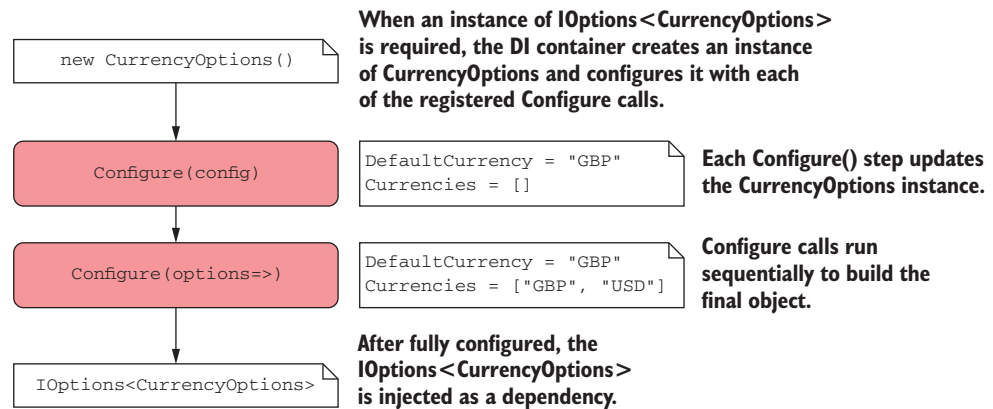 When an instance of IOptions<CurrencyOptions>
is required, the DI container creates an instance
of CurrencyOptions and configures it with each
of the registered Configure calls.
new CurrencyOptions()
Configure(config)
DefaultCurrency = "GBP"
Currencies = []
Each Configure() step updates
the CurrencyOptions instance.
Configure(options=>)
DefaultCurrency = "GBP"
Currencies = ["GBP", "USD"]
Configure calls run
sequentially to build the
final object.
IOptions<CurrencyOptions>
After fully configured, the
IOptions<CurrencyOptions>
is injected as a dependency.